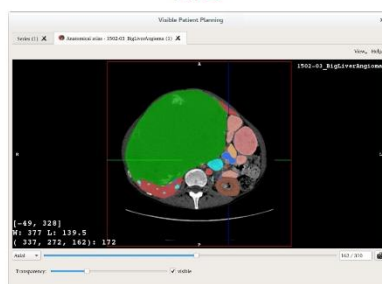 Visible Patient Planning
Series (1) ✗ Anatomical atlas - 1502-03_BigLiverAngioma (1) ✗
View, Help,
1502-03_BigLiverAngioma
A
R
P
[-49, 328]
W: 377 L: 139.5
( 337, 272, 162): 172
Axial 162 / 310
Transparency: visible